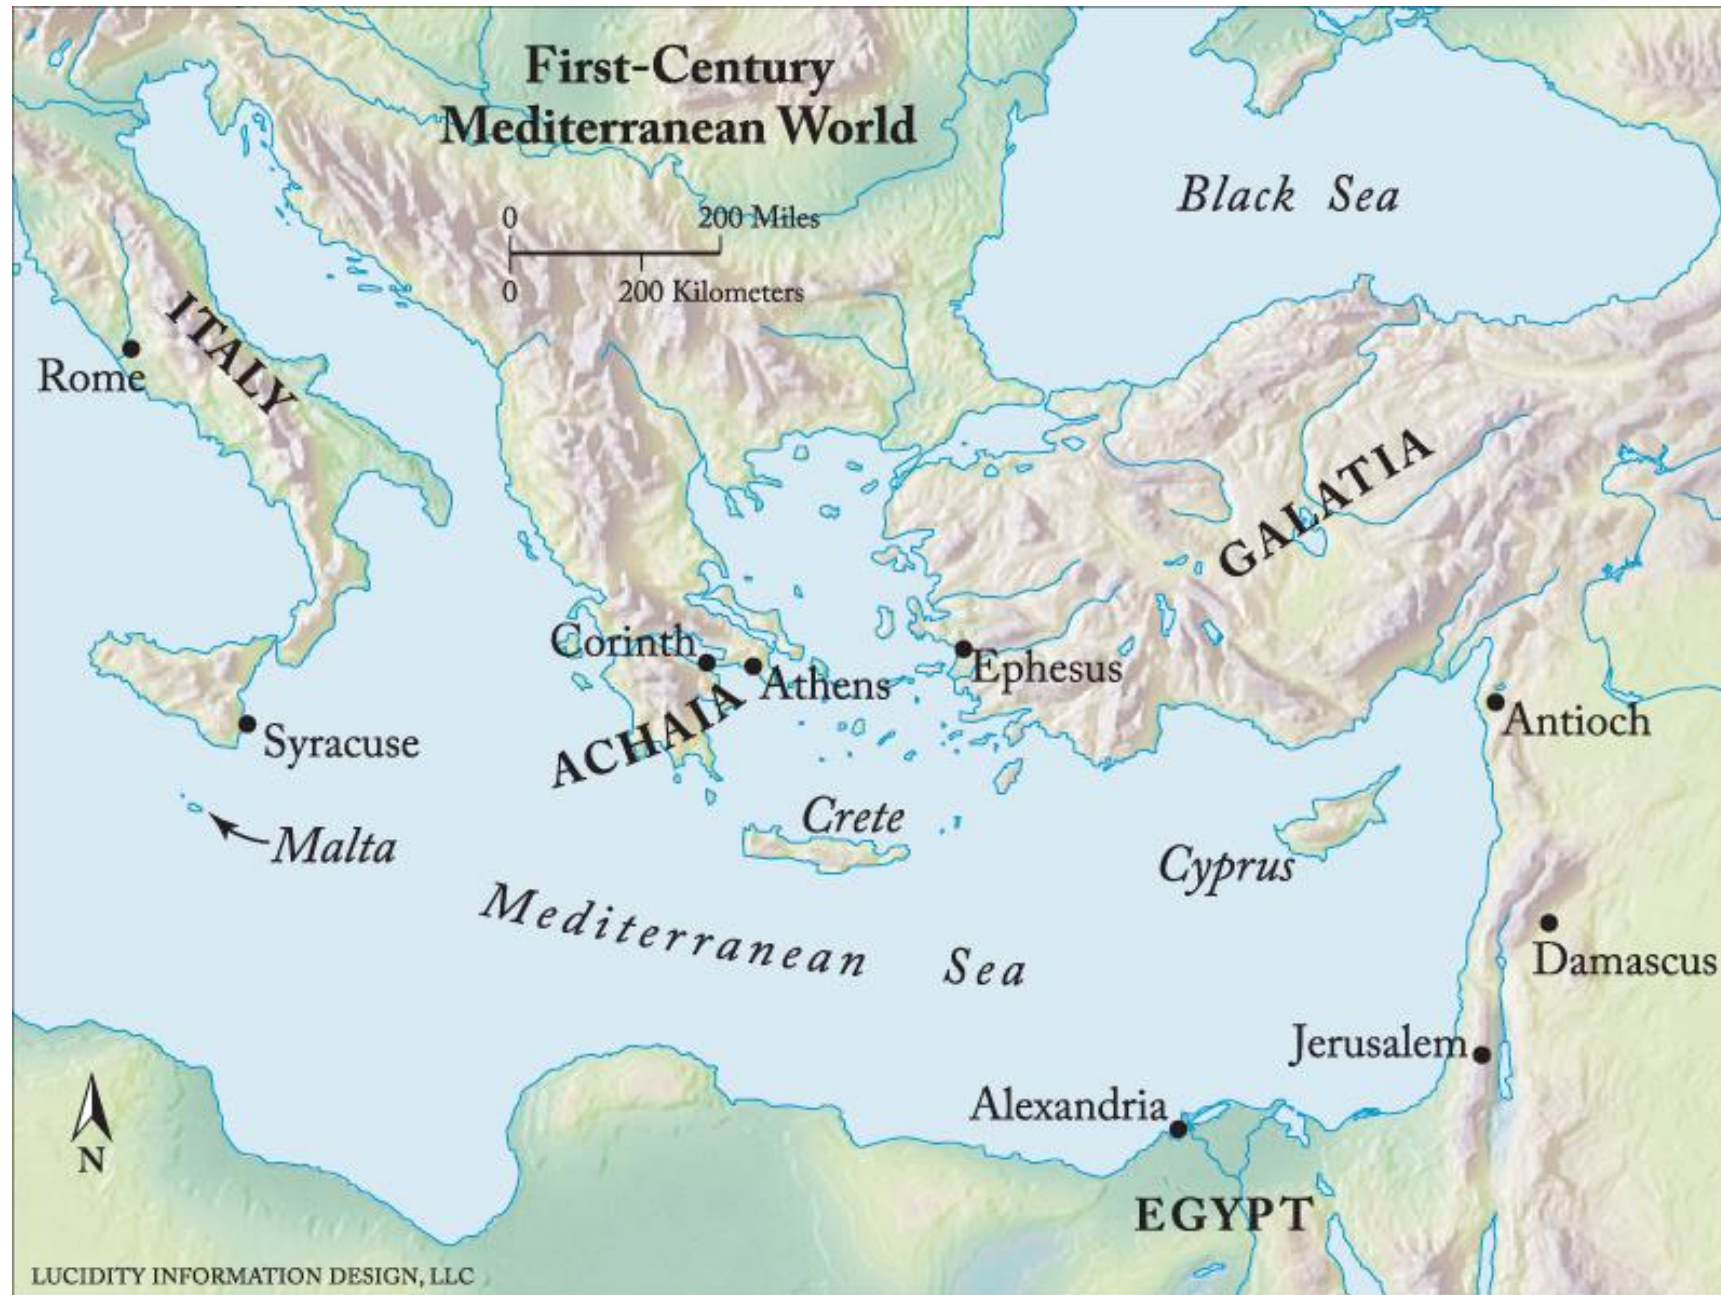 First-Century
Mediterranean World
Black Sea
0 200 Miles
0 200 Kilometers
ITALY
Rome
GALATIA
Corinth
Athens
Ephesus
ACHAIA
Antioch
Syracuse
Crete
Malta
Cyprus
Mediterranean Sea
Damascus
Jerusalem
Alexandria
N
EGYPT
LUCIDITY INFORMATION DESIGN, LLC